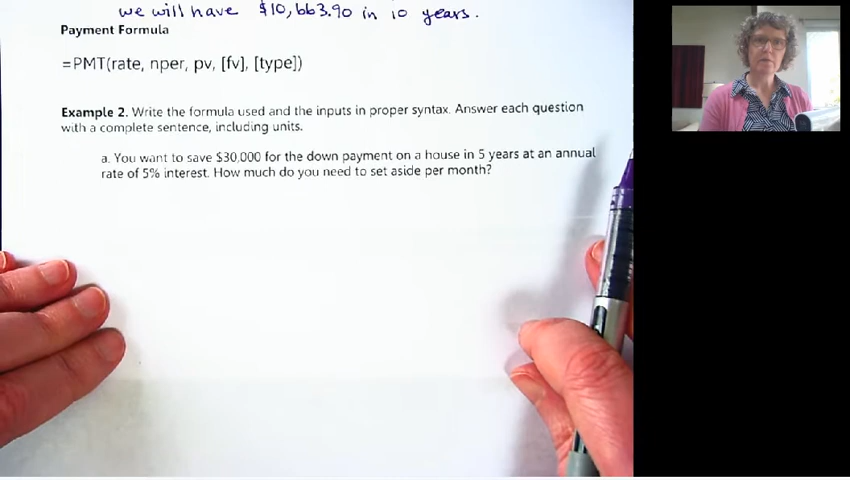 we will have $10,663.90 in 10 years.
Payment Formula
=PMT(rate, nper, pv, [fv], [type])
Example 2. Write the formula used and the inputs in proper syntax. Answer each question
with a complete sentence, including units.
a. You want to save $30,000 for the down payment on a house in 5 years at an annual
rate of 5% interest. How much do you need to set aside per month?